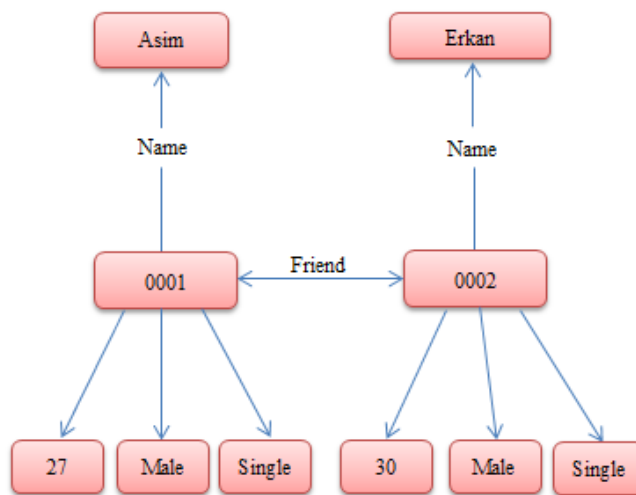 Asim
Erkan
Name
Name
0001
Friend
0002
27
Male
Single
30
Male
Single